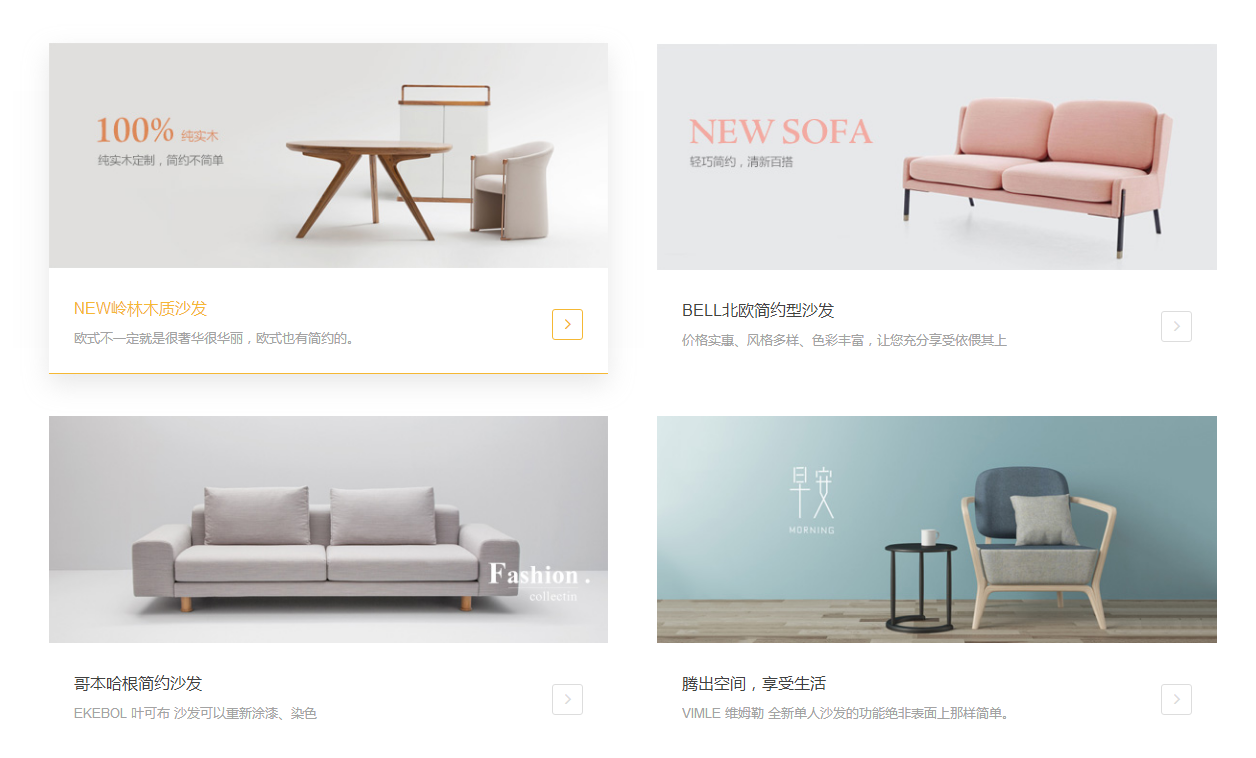 100% 纯实木
纯实木定制，简约不简单
NEW SOFA
轻巧简约，清新百搭
NEW岭林木质沙发
欧式不一定就是很奢华很华丽，欧式也有简约的。
BELL北欧简约型沙发
价格实惠、风格多样、色彩丰富，让您充分享受依偎其上
Fashion .
collectin
早安
MORNING
哥本哈根简约沙发
EKEBOL 叶可布 沙发可以重新涂漆、染色
腾出空间，享受生活
VIMLE 维姆勒 全新单人沙发的功能绝非表面上那样简单。